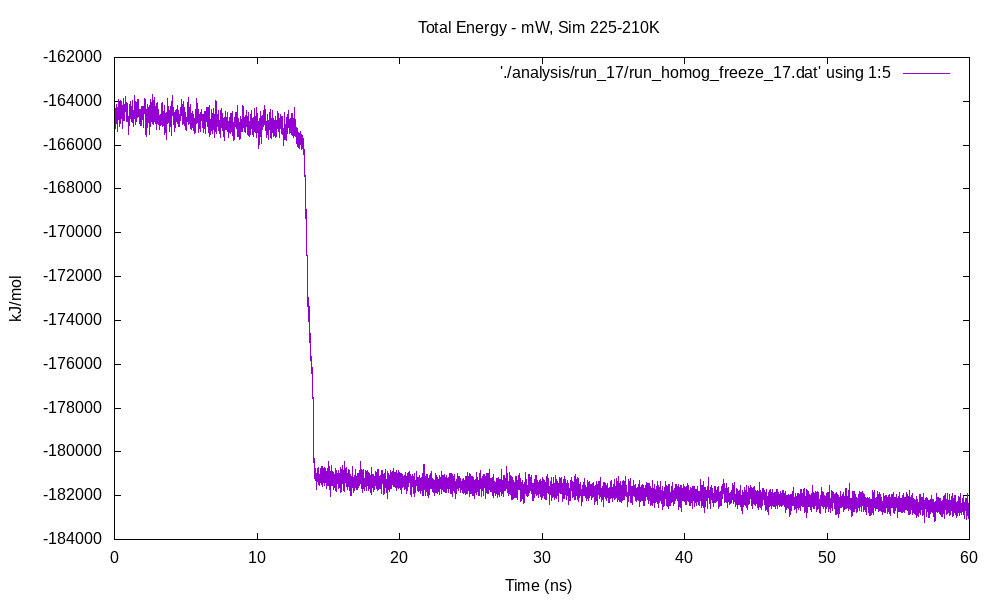 Total Energy - mW, Sim 225-210K
'./analysis/run_17/run_homog_freeze_17.dat' using 1:5
-162000
-164000
-166000
-168000
-170000
-172000
-174000
-176000
-178000
-180000
-182000
-184000
kJ/mol
0 10 20 30 40 50 60
Time (ns)